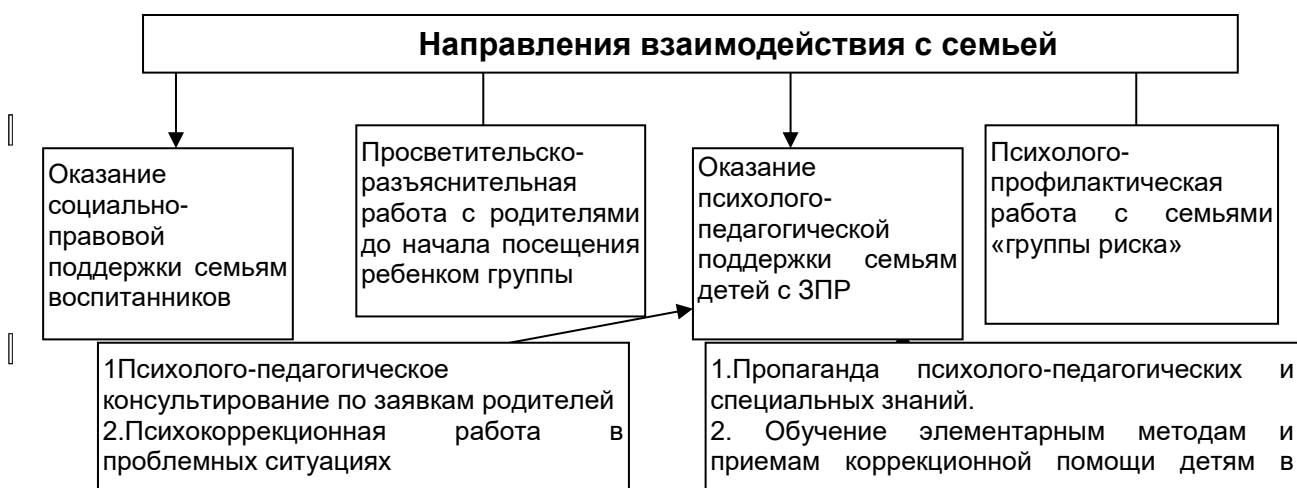 Направления взаимодействия с семьей
Оказание
социально-
правовой
поддержки семьям
воспитанников
Просветительско-
разъяснительная
работа с родителями
до начала посещения
ребенком группы
Оказание
психолого-
педагогической
поддержки семьям
детей с ЗПР
Психолого-
профилактическая
работа с семьями
«группы риска»
1Психолого-педагогическое
консультирование по заявкам родителей
2.Психокоррекционная работа в
проблемных ситуациях
1.Пропаганда психолого-педагогических и
специальных знаний.
2. Обучение элементарным методам и
приемам коррекционной помощи детям в